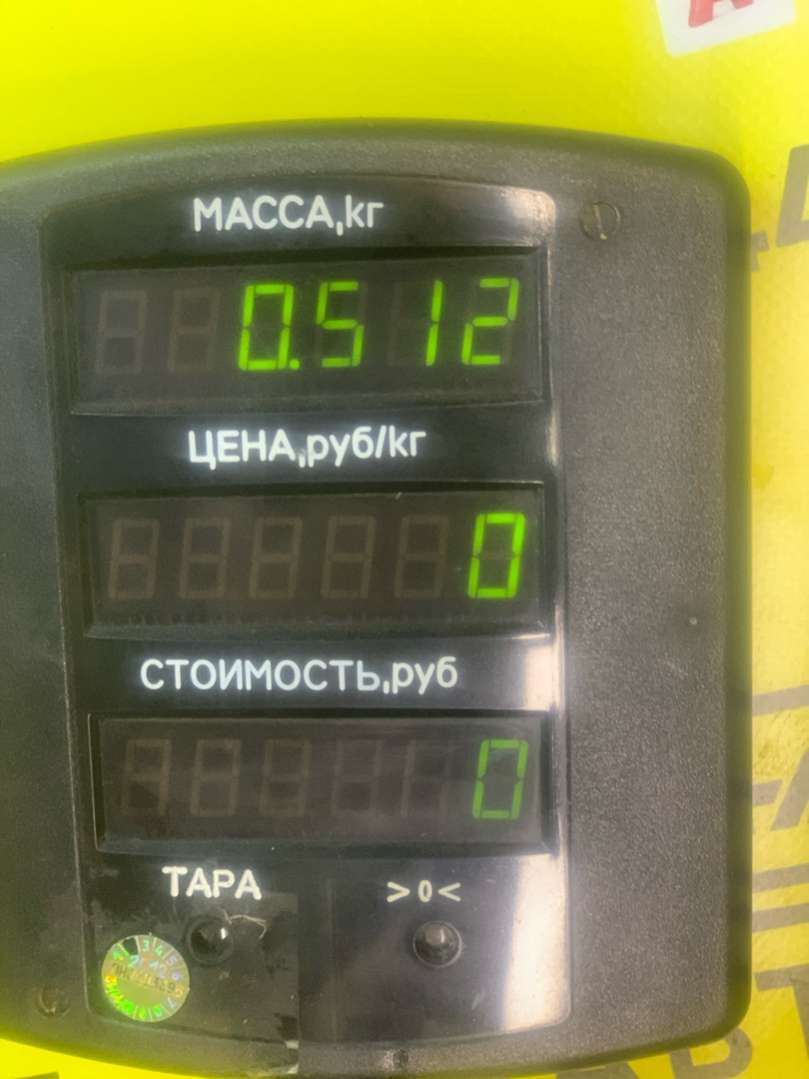 МАССА,кг
0.512
ЦЕНА,руб/кг
0
СТОИМОСТЬ,руб
0
ТАРА >0<